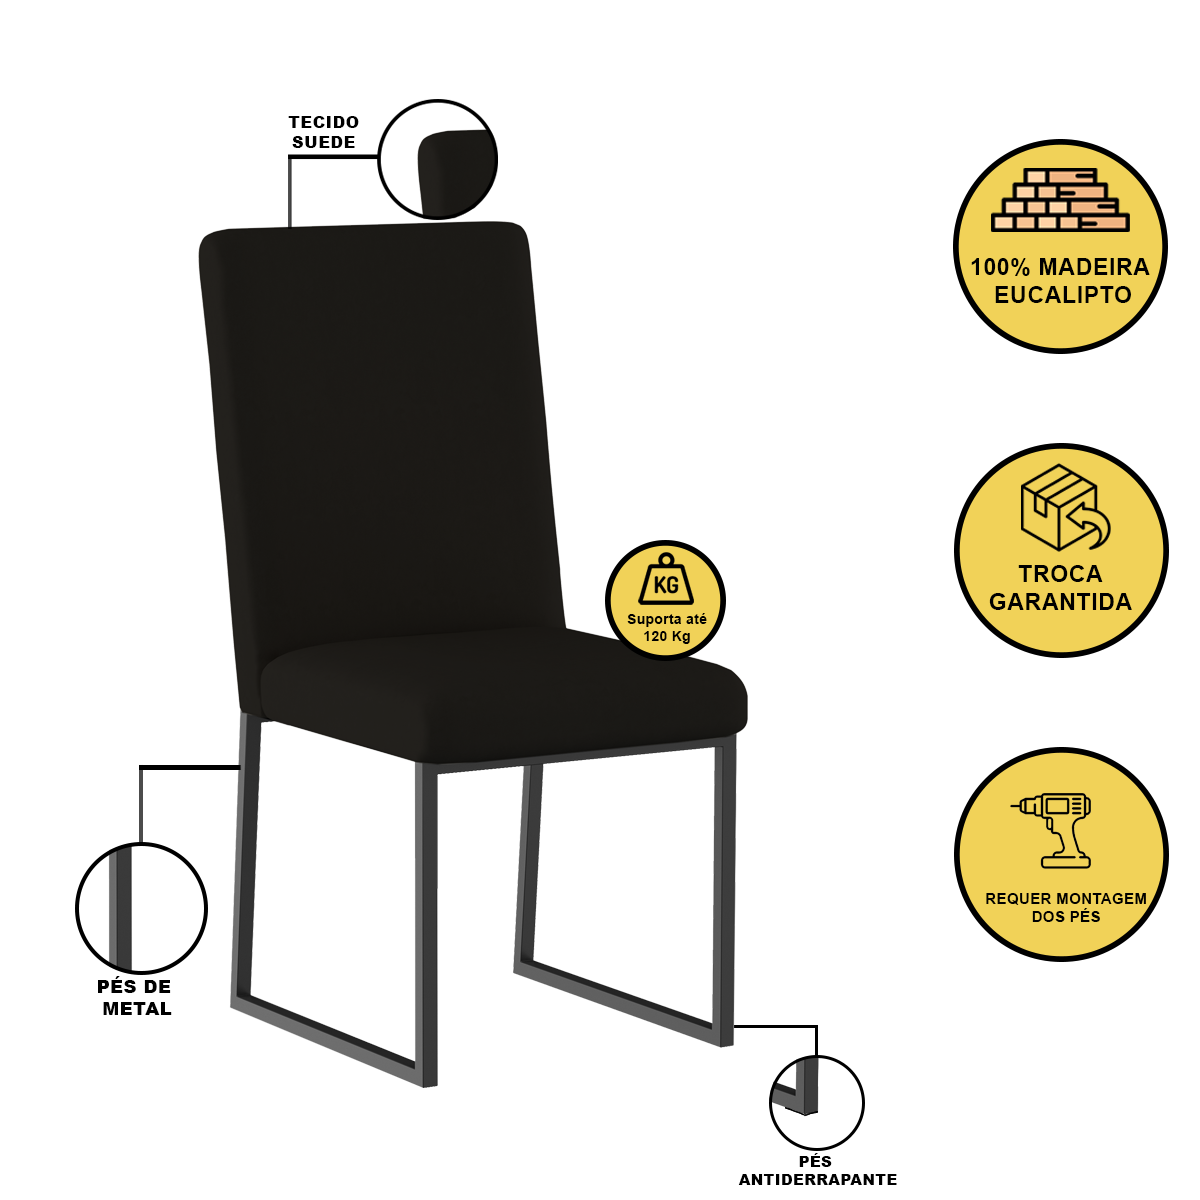 TECIDO
SUEDE
100% MADEIRA
EUCALIPTO
TROCA
GARANTIDA
KG
Suporta até
120 Kg
REQUER MONTAGEM
DOS PÉS
PÉS DE
METAL
PÉS
ANTIDERRAPANTE